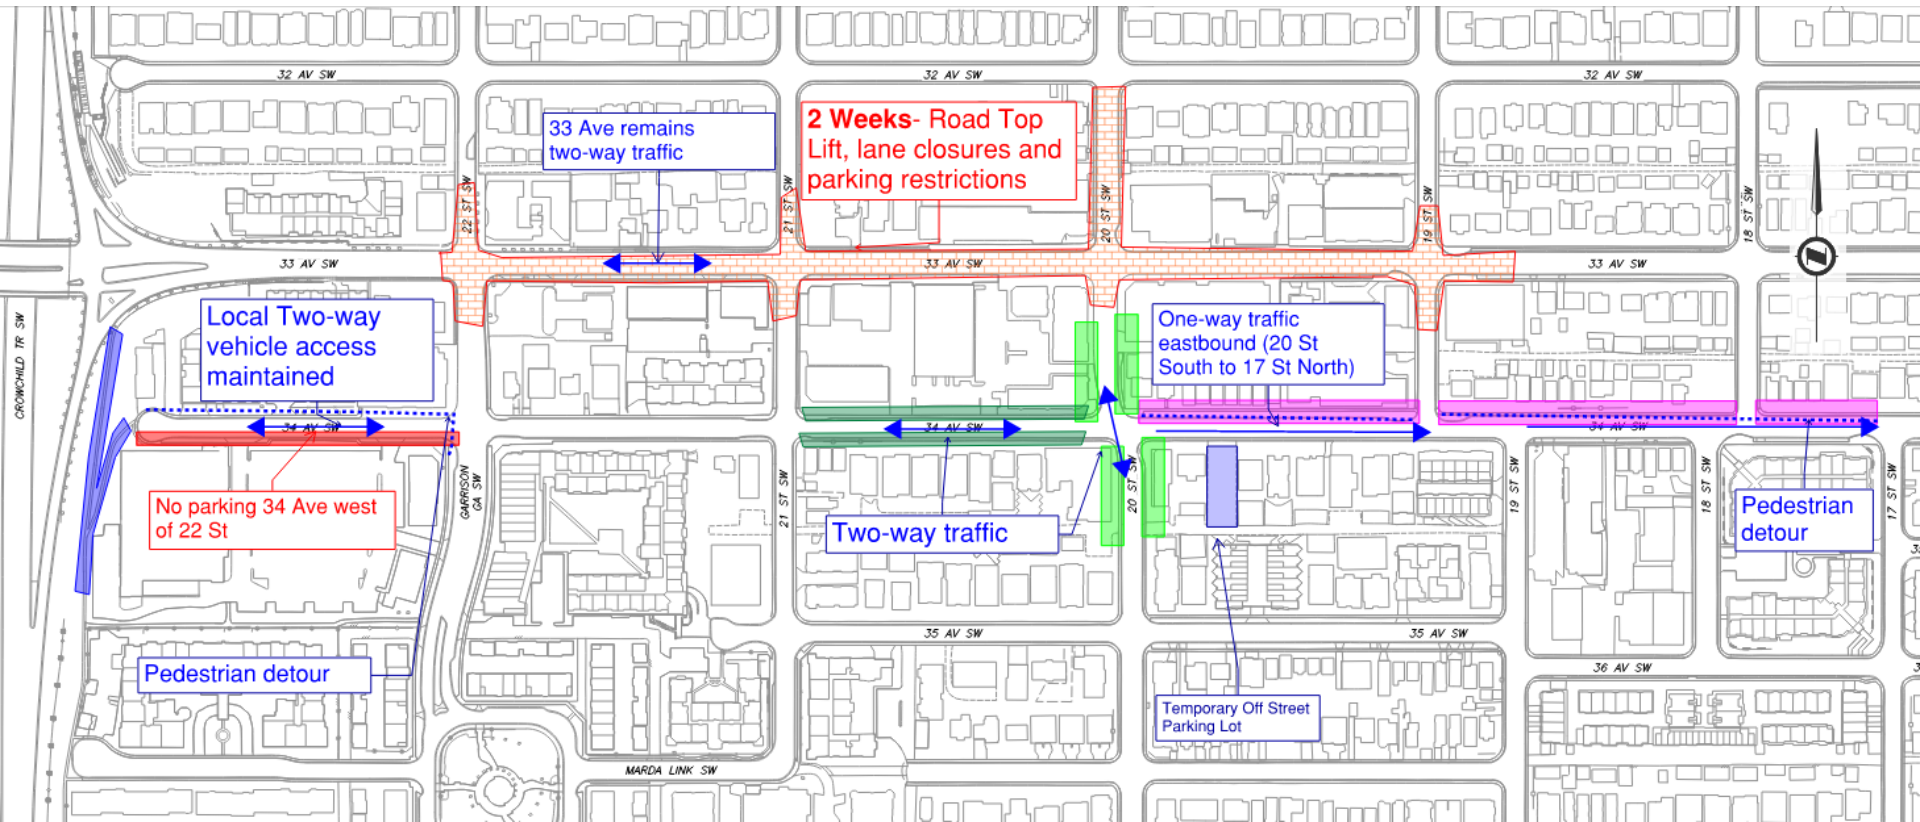 32 AV SW
32 AV SW
32 AV SW
33 Ave remains
two-way traffic
2 Weeks- Road Top
Lift, lane closures and
parking restrictions
22 ST SW
21 ST SW
20 ST SW
19 ST SW
18 ST SW
33 AV SW
33 AV SW
33 AV SW
N
CROWCHILD TR SW
Local Two-way
vehicle access
maintained
One-way traffic
eastbound (20 St
South to 17 St North)
34 AV SW
34 AV SW
34 AV SW
No parking 34 Ave west
of 22 St
GARRISON
GA SW
21 ST SW
Two-way traffic
20 ST SW
19 ST SW
18 ST SW
Pedestrian
detour
17 ST SW
35 AV SW
35 AV SW
36 AV SW
Pedestrian detour
Temporary Off Street
Parking Lot
MARDA LINK SW